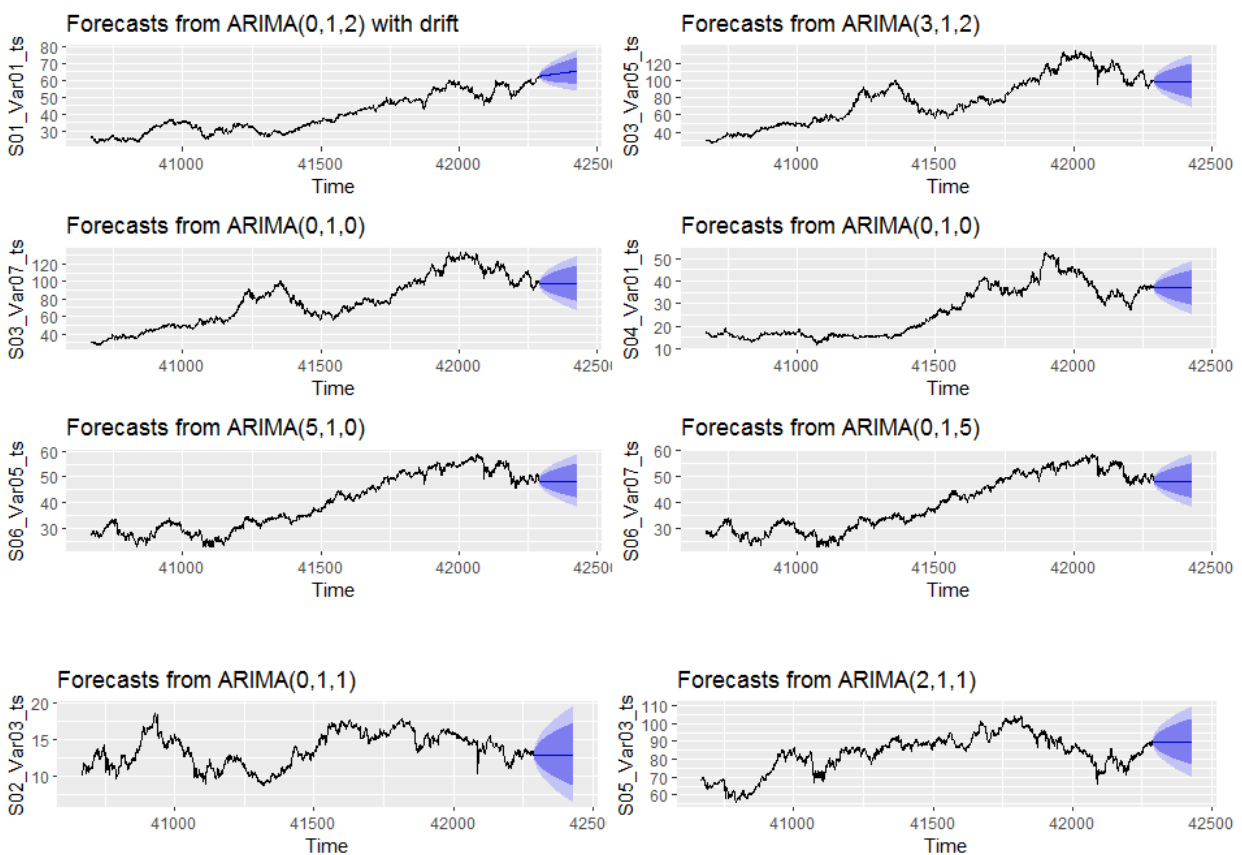 Forecasts from ARIMA(0,1,2) with drift
S01_Var01_ts
80
70
60
50
40
30
41000 41500 42000 42500
Time
Forecasts from ARIMA(3,1,2)
S03_Var05_ts
120
100
80
60
40
41000 41500 42000 42500
Time
Forecasts from ARIMA(0,1,0)
S03_Var07_ts
120
100
80
60
40
41000 41500 42000 42500
Time
Forecasts from ARIMA(0,1,0)
S04_Var01_ts
50
40
30
20
10
41000 41500 42000 42500
Time
Forecasts from ARIMA(5,1,0)
S06_Var05_ts
60
50
40
30
41000 41500 42000 42500
Time
Forecasts from ARIMA(0,1,5)
S06_Var07_ts
60
50
40
30
41000 41500 42000 42500
Time
Forecasts from ARIMA(0,1,1)
S02_Var03_ts
20
15
10
41000 41500 42000 42500
Time
Forecasts from ARIMA(2,1,1)
S05_Var03_ts
110
100
90
80
70
60
41000 41500 42000 42500
Time